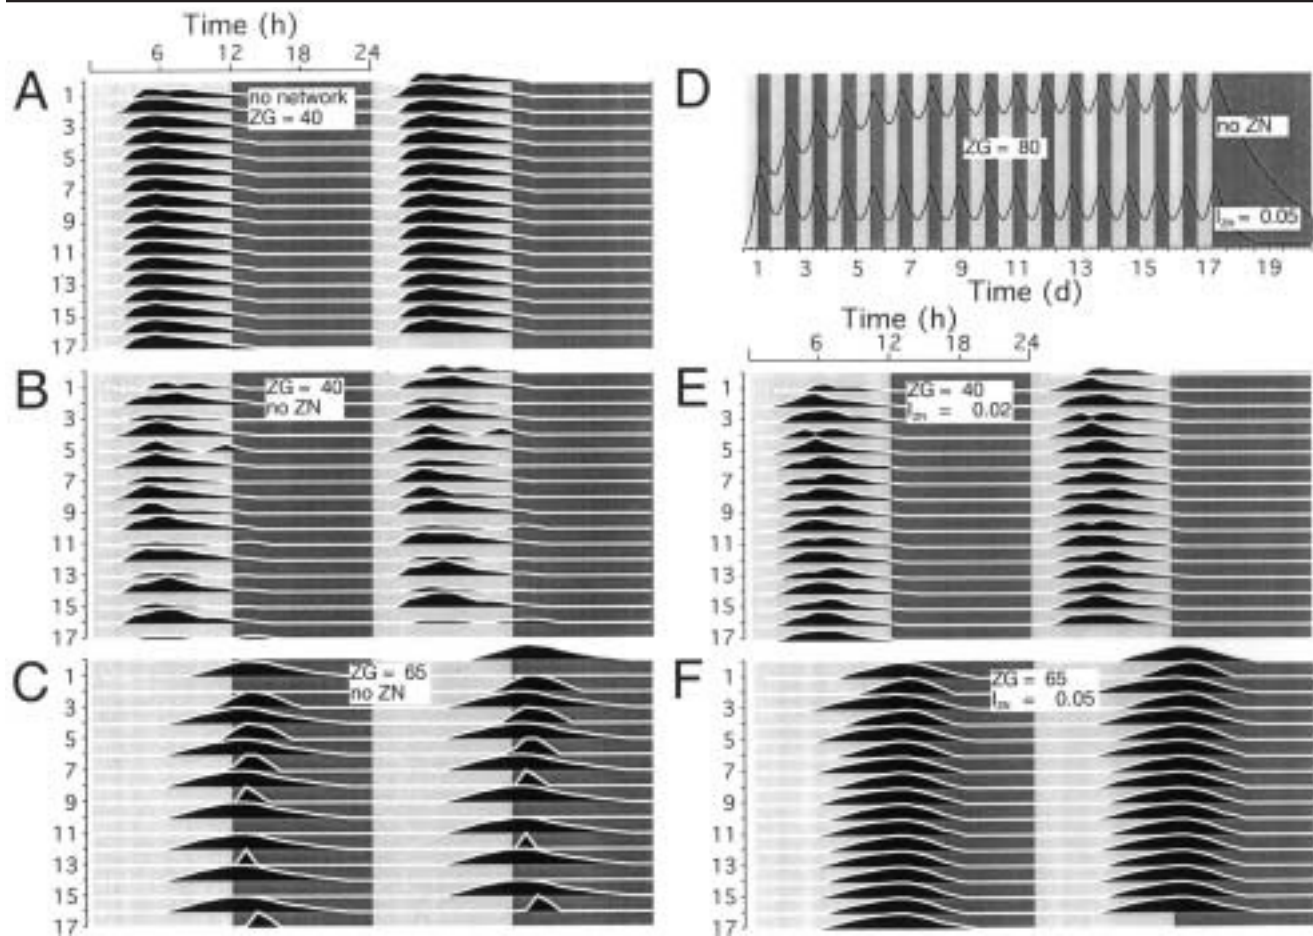 Time (h)
6 12 18 24
A
no network
ZG = 40
1
3
5
7
9
11
13
15
17
B
ZG = 40
no ZN
1
3
5
7
9
11
13
15
17
C
ZG = 65
no ZN
1
3
5
7
9
11
13
15
17
D
ZG = 80
no ZN
I_ZN = 0.05
1 3 5 7 9 11 13 15 17 19
Time (d)
Time (h)
6 12 18 24
E
ZG = 40
I_ZN = 0.02
1
3
5
7
9
11
13
15
17
F
ZG = 65
I_ZN = 0.05
1
3
5
7
9
11
13
15
17